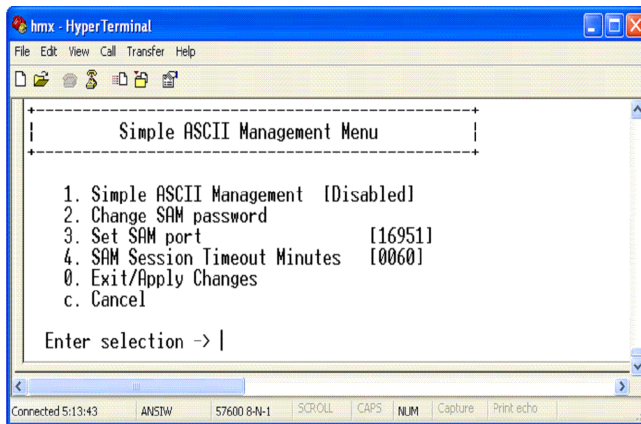 hmx - HyperTerminal
File Edit View Call Transfer Help
+------------------------------------------------+
| Simple ASCII Management Menu |
+------------------------------------------------+
1. Simple ASCII Management [Disabled]
2. Change SAM password
3. Set SAM port [16951]
4. SAM Session Timeout Minutes [0060]
0. Exit/Apply Changes
c. Cancel
Enter selection -> |
Connected 5:13:43 ANSIW 57600 8-N-1 SCROLL CAPS NUM Capture Print echo